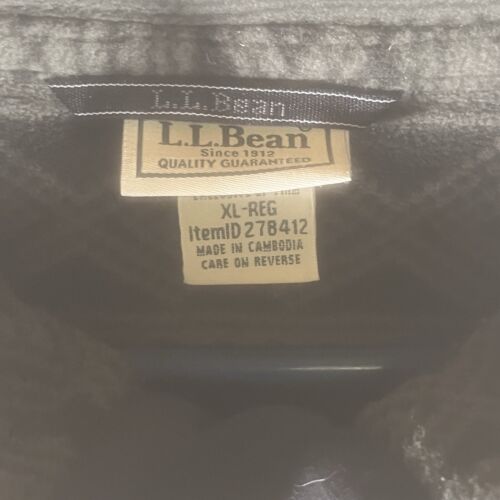 L.L.Bean
L.L.Bean®
Since 1912
QUALITY GUARANTEED
XL-REG
ItemID 278412
MADE IN CAMBODIA
CARE ON REVERSE